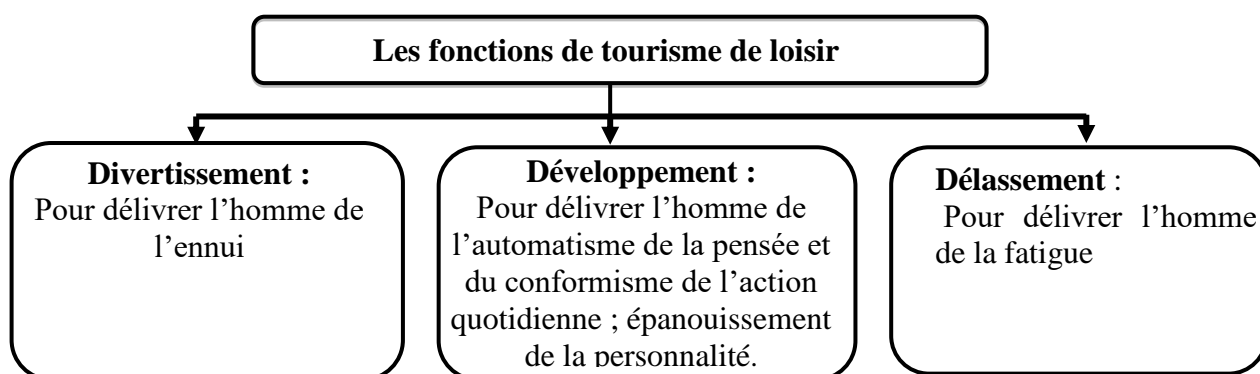 Les fonctions de tourisme de loisir
Divertissement :
Pour délivrer l’homme de
l’ennui
Développement :
Pour délivrer l’homme de
l’automatisme de la pensée et
du conformisme de l’action
quotidienne ; épanouissement
de la personnalité.
Délassement :
Pour délivrer l’homme
de la fatigue